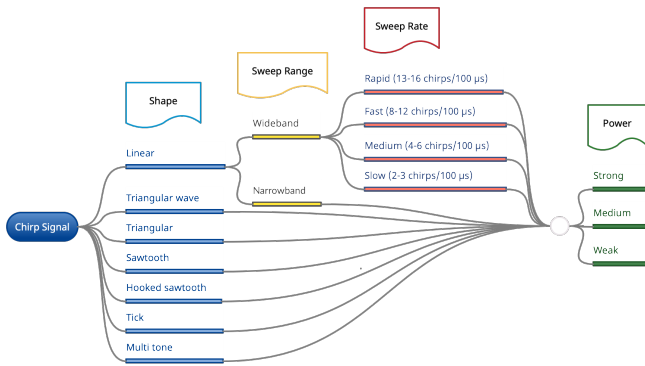 Sweep Rate
Sweep Range
Shape
Power
Rapid (13-16 chirps/100 µs)
Fast (8-12 chirps/100 µs)
Medium (4-6 chirps/100 µs)
Slow (2-3 chirps/100 µs)
Wideband
Narrowband
Linear
Triangular wave
Triangular
Sawtooth
Hooked sawtooth
Tick
Multi tone
Chirp Signal
Strong
Medium
Weak